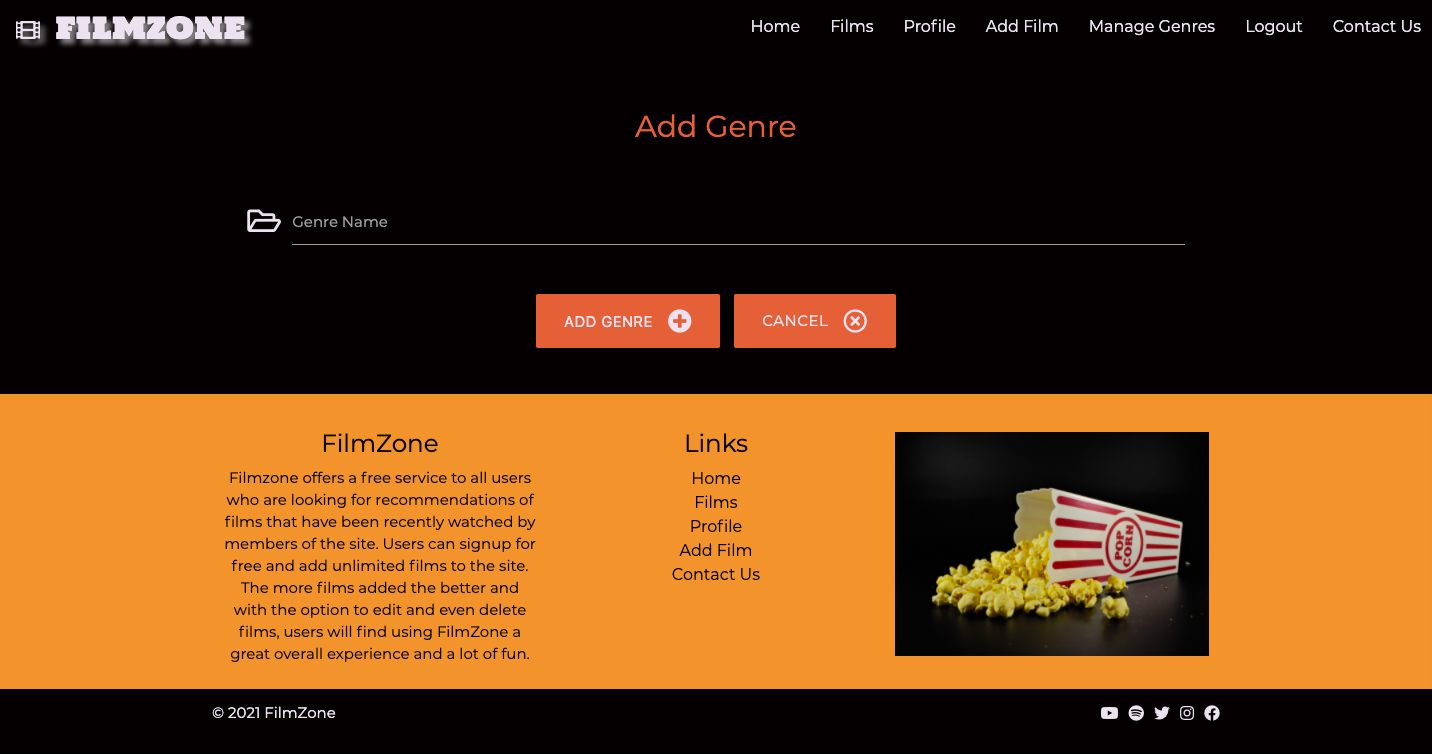 FILMZONE
Home Films Profile Add Film Manage Genres Logout Contact Us
Add Genre
Genre Name
ADD GENRE
CANCEL
FilmZone
Filmzone offers a free service to all users
who are looking for recommendations of
films that have been recently watched by
members of the site. Users can signup for
free and add unlimited films to the site.
The more films added the better and
with the option to edit and even delete
films, users will find using FilmZone a
great overall experience and a lot of fun.
Links
Home
Films
Profile
Add Film
Contact Us
POP
CORN
© 2021 FilmZone